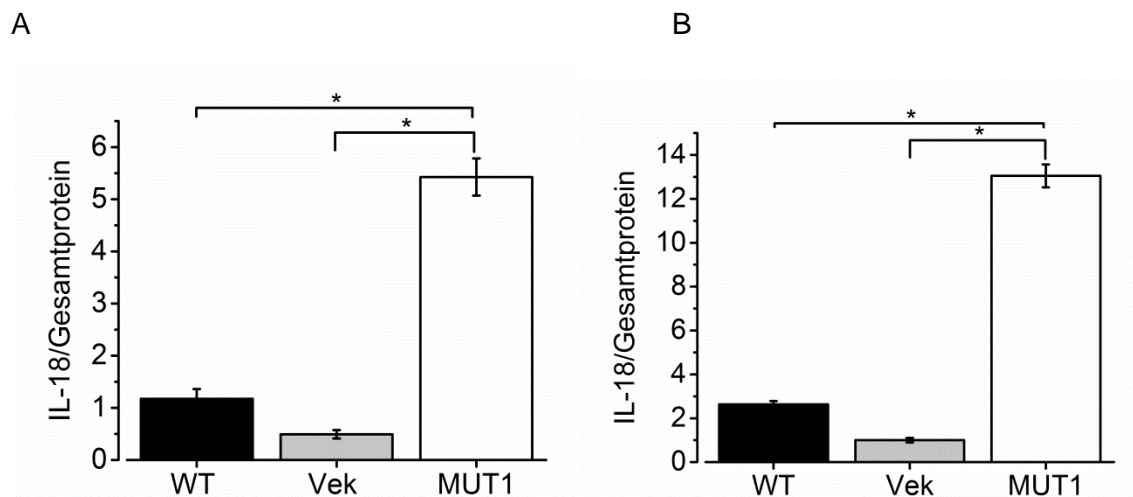 A
B
*
*
IL-18/Gesamtprotein
6
5
4
3
2
1
0
WT
Vek
MUT1
*
*
IL-18/Gesamtprotein
14
12
10
8
6
4
2
0
WT
Vek
MUT1